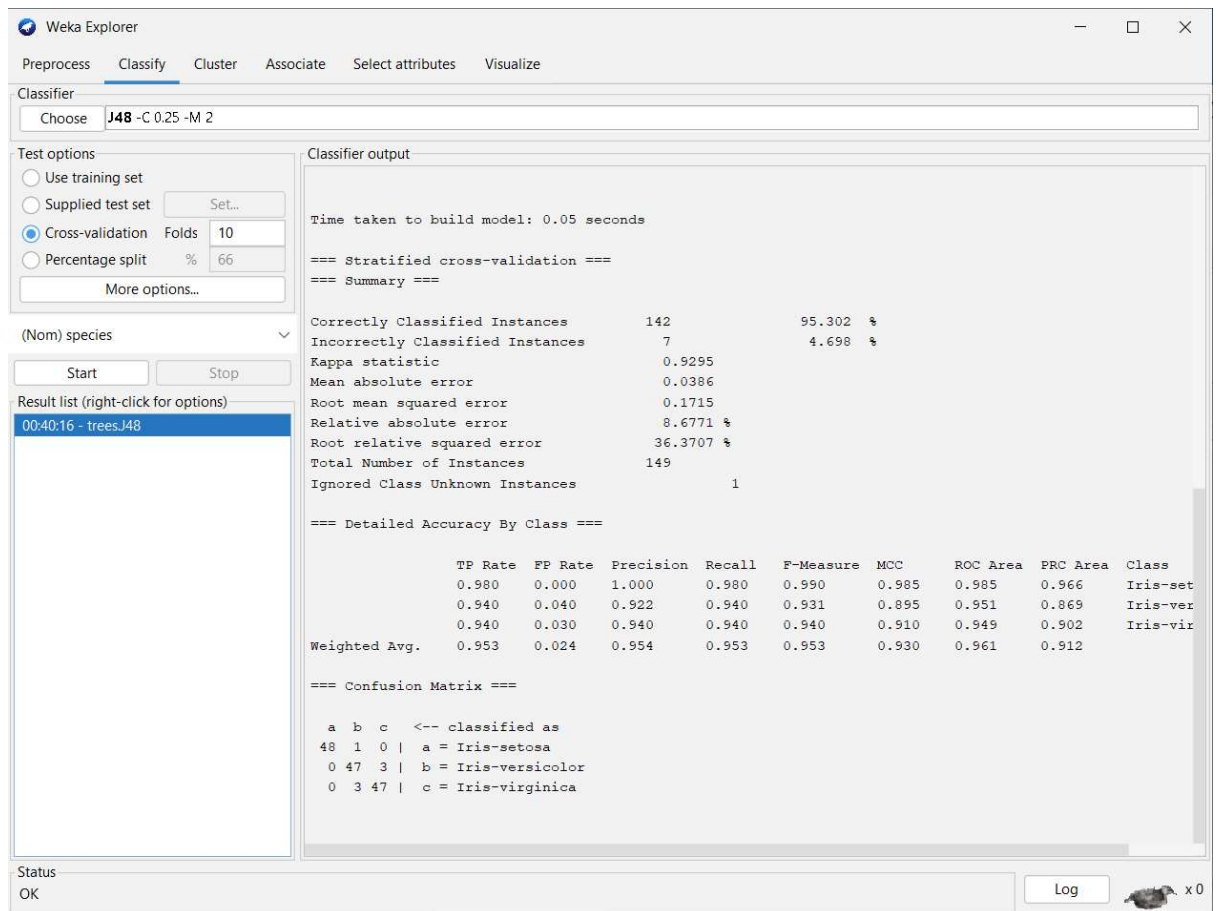 Weka Explorer
Preprocess Classify Cluster Associate Select attributes Visualize
Classifier
Choose J48 -C 0.25 -M 2
Test options
Use training set
Supplied test set Set...
Cross-validation Folds 10
Percentage split % 66
More options...
(Nom) species
Start Stop
Result list (right-click for options)
00:40:16 - trees.J48
Classifier output
Time taken to build model: 0.05 seconds
=== Stratified cross-validation ===
=== Summary ===
Correctly Classified Instances 142 95.302 %
Incorrectly Classified Instances 7 4.698 %
Kappa statistic 0.9295
Mean absolute error 0.0386
Root mean squared error 0.1715
Relative absolute error 8.6771 %
Root relative squared error 36.3707 %
Total Number of Instances 149
Ignored Class Unknown Instances 1
=== Detailed Accuracy By Class ===
TP Rate FP Rate Precision Recall F-Measure MCC ROC Area PRC Area Class
0.980 0.000 1.000 0.980 0.990 0.985 0.985 0.966 Iris-set
0.940 0.040 0.922 0.940 0.931 0.895 0.951 0.869 Iris-ver
0.940 0.030 0.940 0.940 0.940 0.910 0.949 0.902 Iris-vir
Weighted Avg. 0.953 0.024 0.954 0.953 0.953 0.930 0.961 0.912
=== Confusion Matrix ===
a b c <-- classified as
48 1 0 | a = Iris-setosa
0 47 3 | b = Iris-versicolor
0 3 47 | c = Iris-virginica
Status
OK
Log x 0